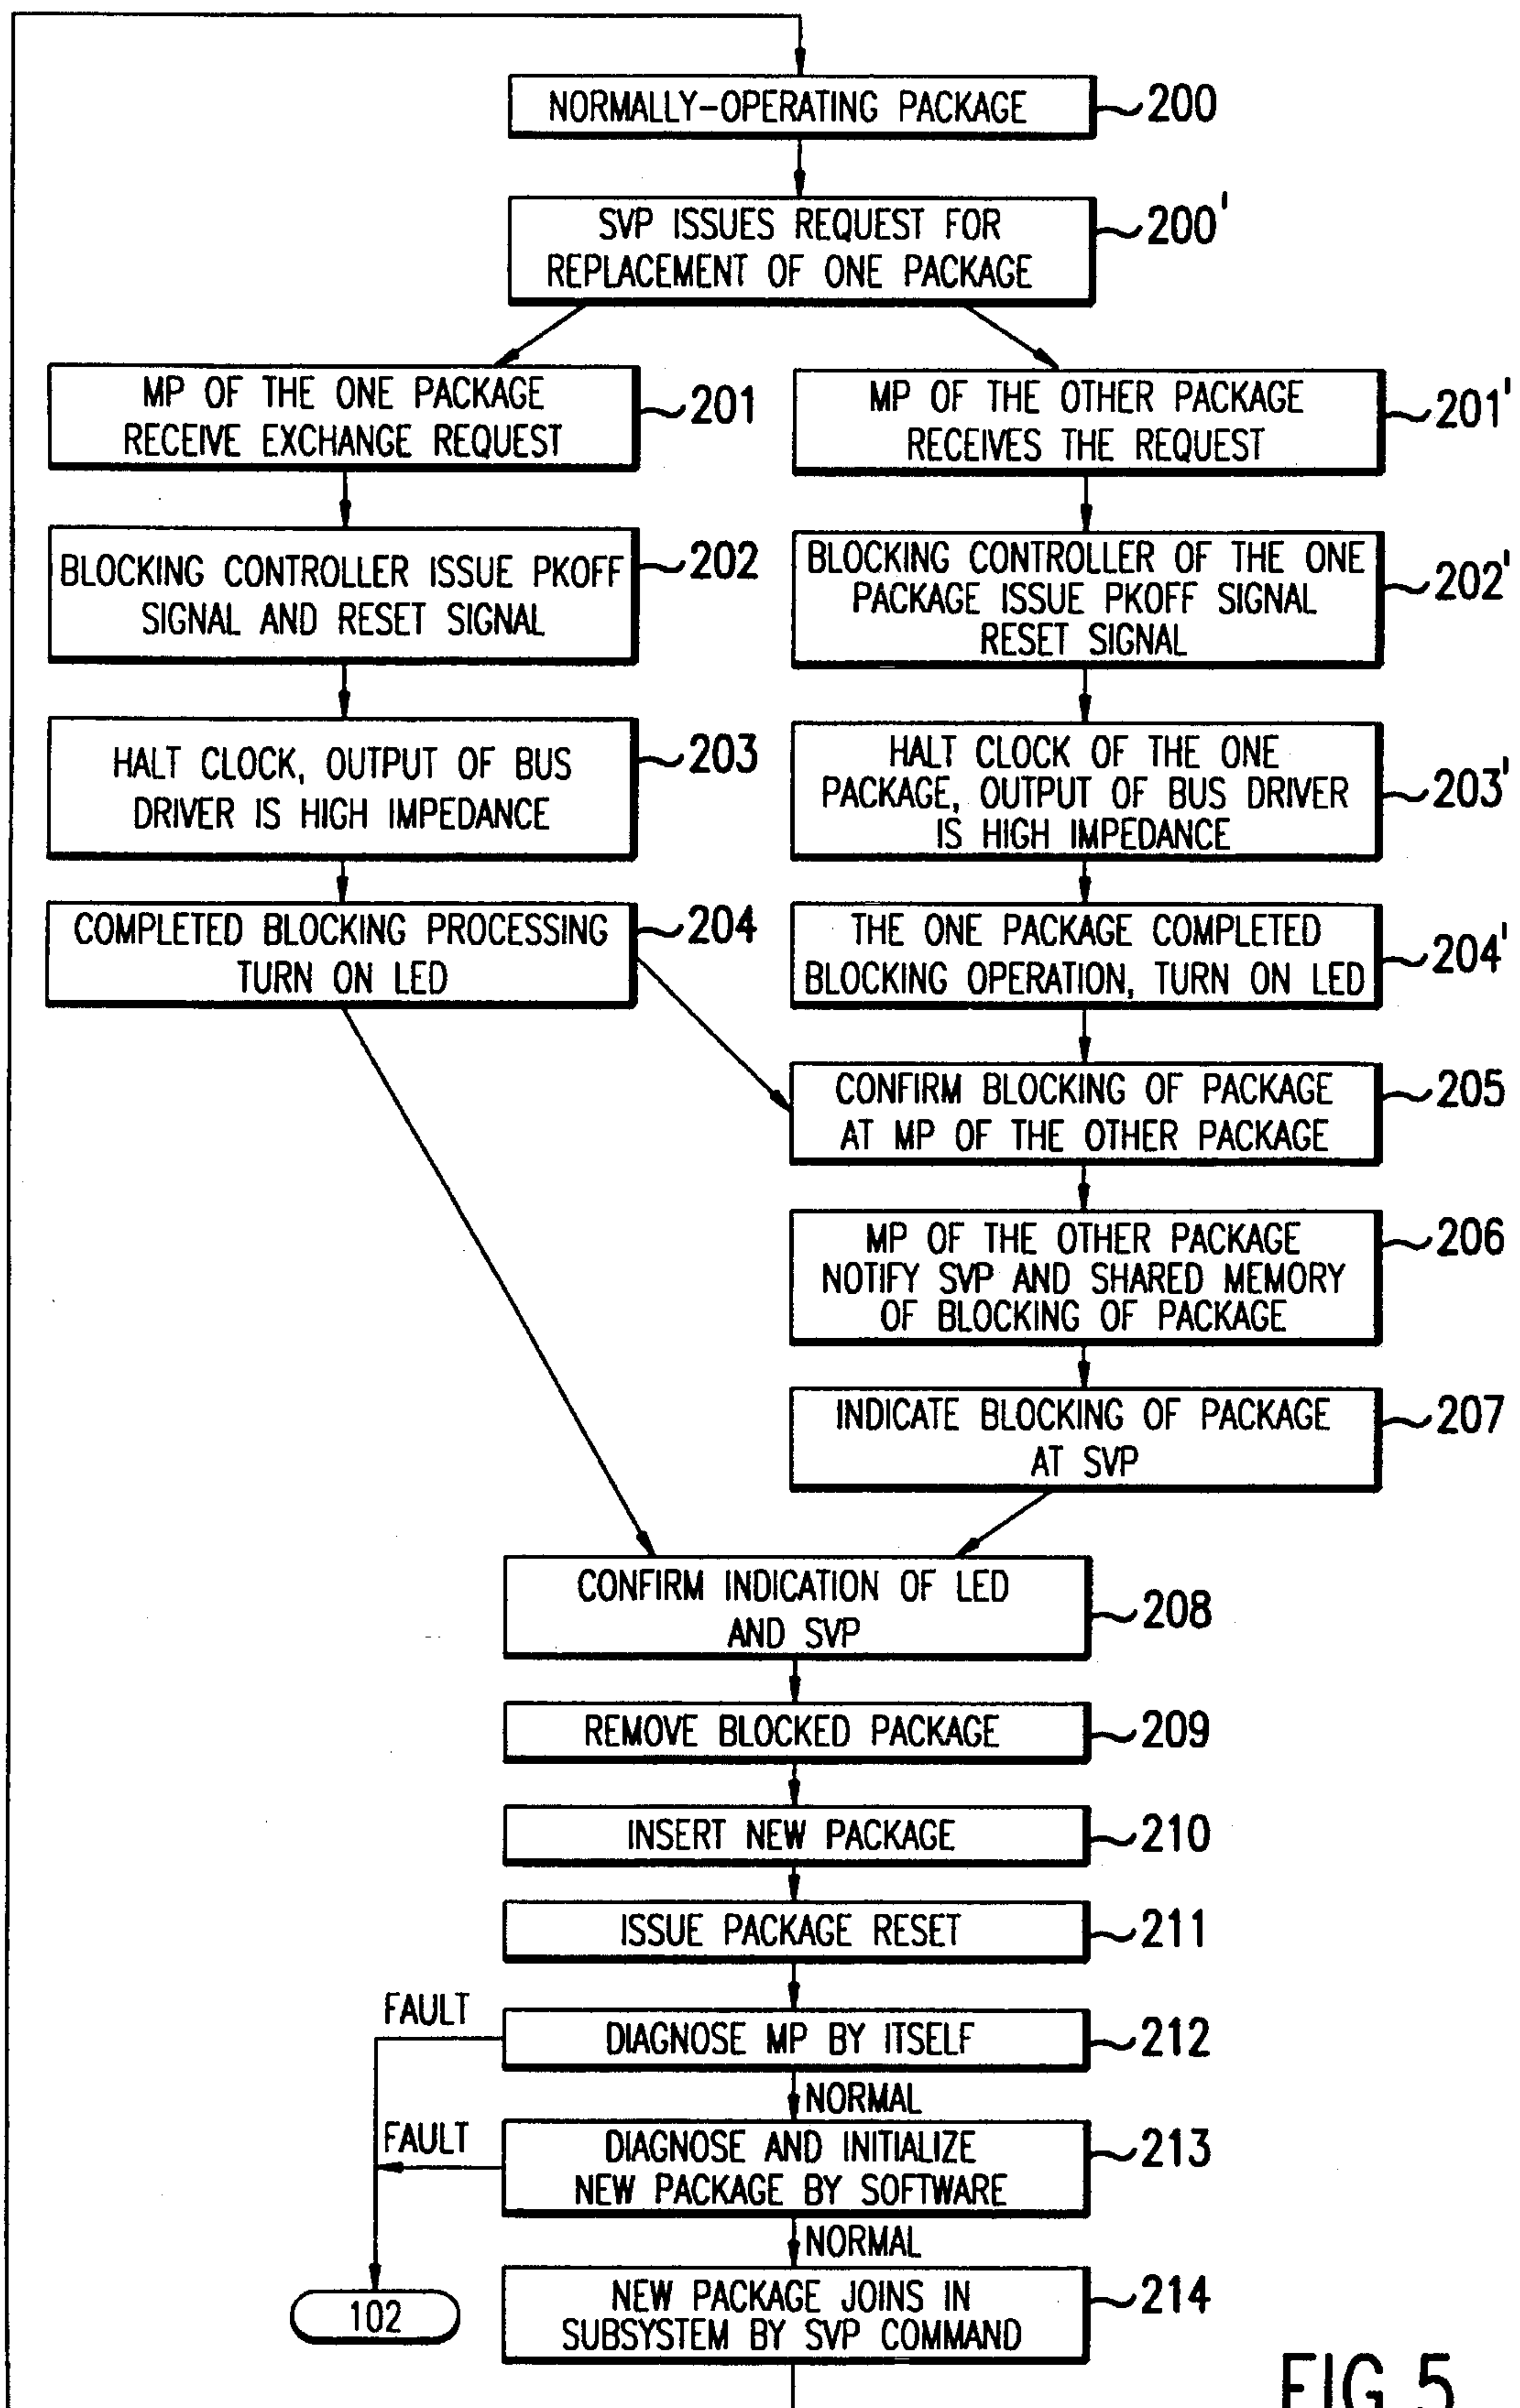 NORMALLY-OPERATING PACKAGE
200
SVP ISSUES REQUEST FOR
REPLACEMENT OF ONE PACKAGE
200'
MP OF THE ONE PACKAGE
RECEIVE EXCHANGE REQUEST
201
MP OF THE OTHER PACKAGE
RECEIVES THE REQUEST
201'
BLOCKING CONTROLLER ISSUE PKOFF
SIGNAL AND RESET SIGNAL
202
BLOCKING CONTROLLER OF THE ONE
PACKAGE ISSUE PKOFF SIGNAL
RESET SIGNAL
202'
HALT CLOCK, OUTPUT OF BUS
DRIVER IS HIGH IMPEDANCE
203
HALT CLOCK OF THE ONE
PACKAGE, OUTPUT OF BUS DRIVER
IS HIGH IMPEDANCE
203'
COMPLETED BLOCKING PROCESSING
TURN ON LED
204
THE ONE PACKAGE COMPLETED
BLOCKING OPERATION, TURN ON LED
204'
CONFIRM BLOCKING OF PACKAGE
AT MP OF THE OTHER PACKAGE
205
MP OF THE OTHER PACKAGE
NOTIFY SVP AND SHARED MEMORY
OF BLOCKING OF PACKAGE
206
INDICATE BLOCKING OF PACKAGE
AT SVP
207
CONFIRM INDICATION OF LED
AND SVP
208
REMOVE BLOCKED PACKAGE
209
INSERT NEW PACKAGE
210
ISSUE PACKAGE RESET
211
FAULT
DIAGNOSE MP BY ITSELF
212
NORMAL
FAULT
DIAGNOSE AND INITIALIZE
NEW PACKAGE BY SOFTWARE
213
NORMAL
102
NEW PACKAGE JOINS IN
SUBSYSTEM BY SVP COMMAND
214
FIG. 5